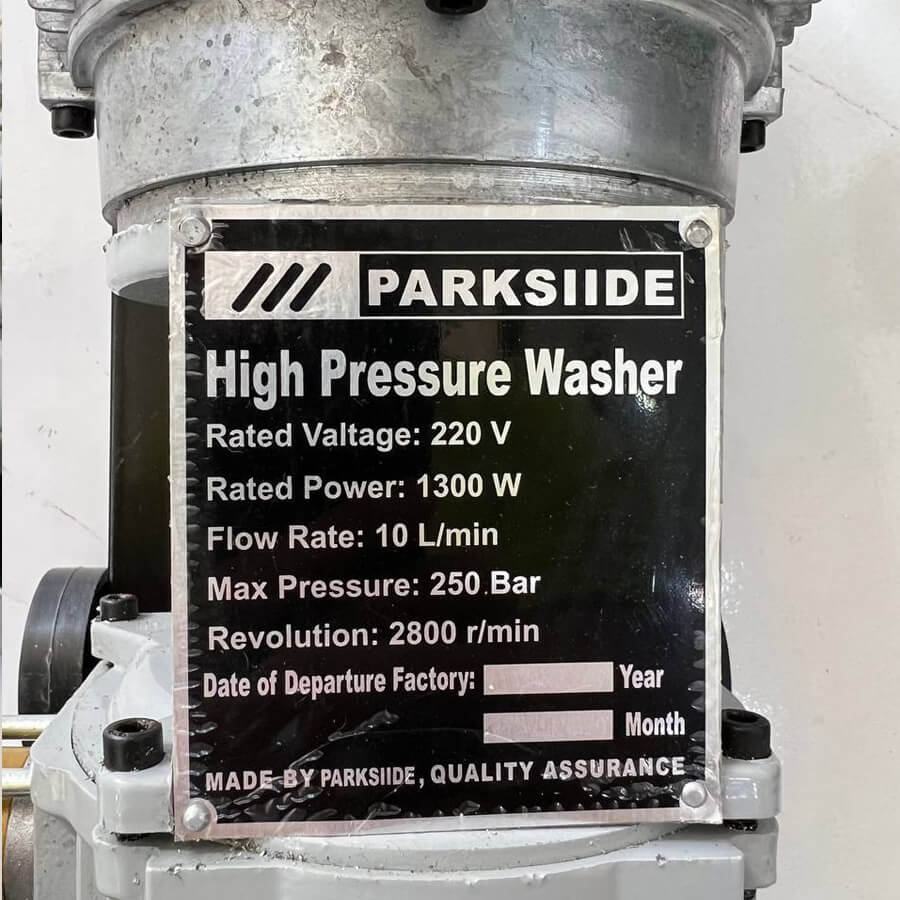 PARKSIIDE
High Pressure Washer
Rated Valtage: 220 V
Rated Power: 1300 W
Flow Rate: 10 L/min
Max Pressure: 250 Bar
Revolution: 2800 r/min
Date of Departure Factory: Year
Month
MADE BY PARKSIIDE, QUALITY ASSURANCE